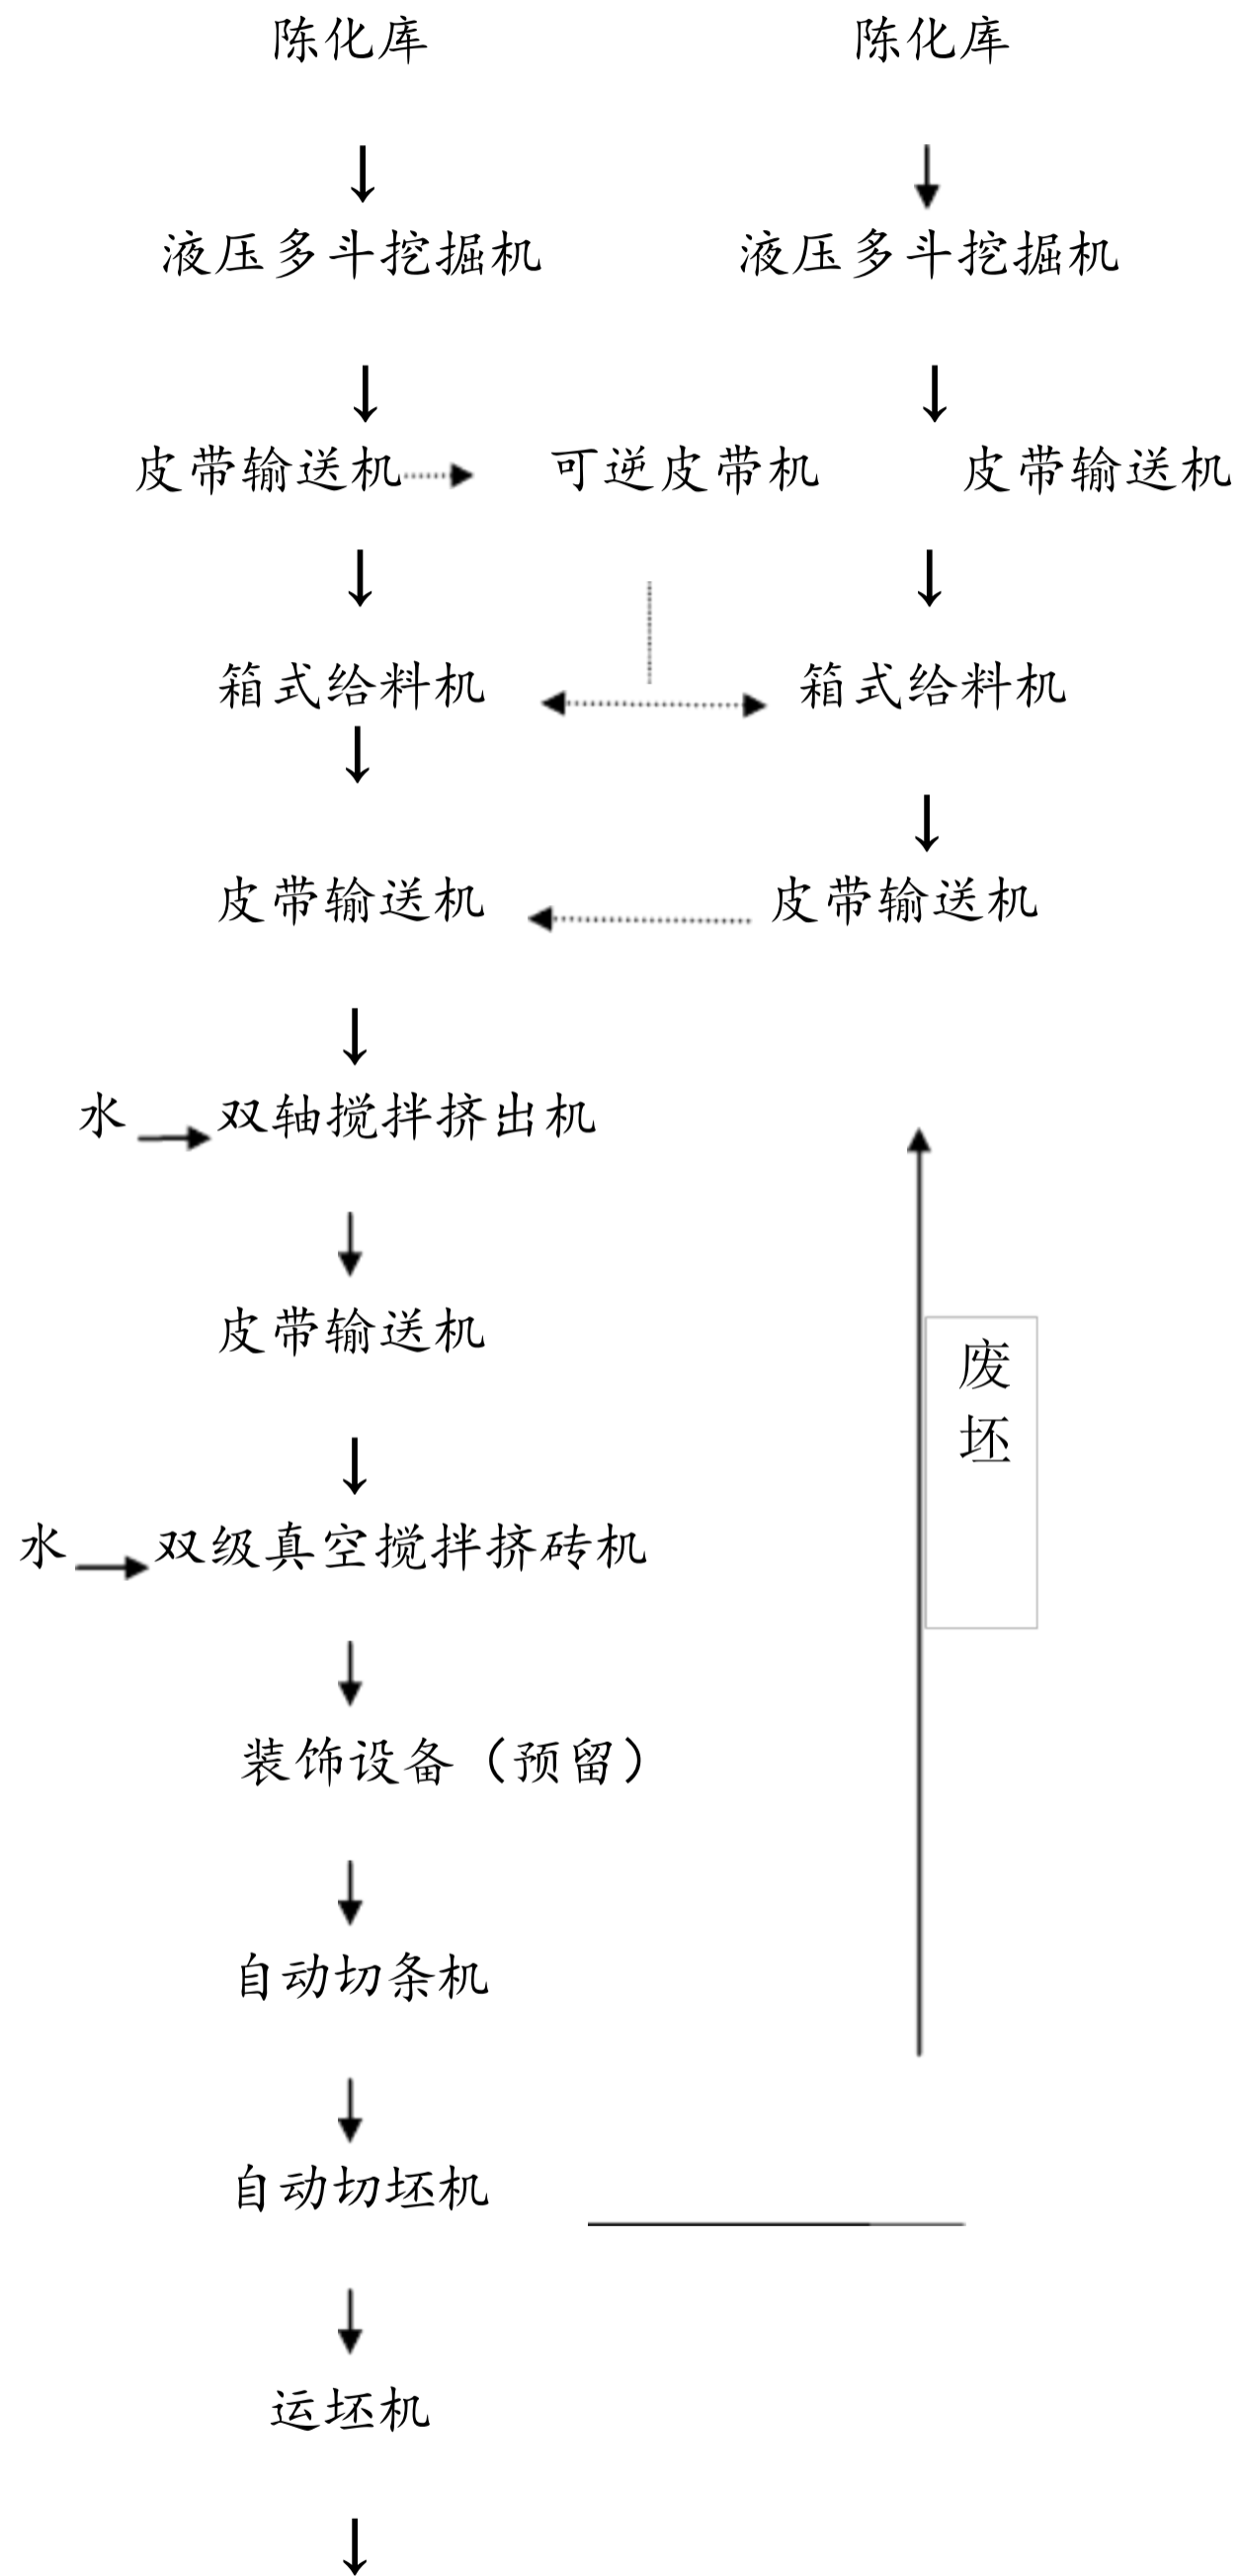 陈化库 陈化库
液压多斗挖掘机 液压多斗挖掘机
皮带输送机 可逆皮带机 皮带输送机
箱式给料机 箱式给料机
皮带输送机 皮带输送机
水 双轴搅拌挤出机
皮带输送机
废
坯
水 双级真空搅拌挤砖机
装饰设备（预留）
自动切条机
自动切坯机
运坯机